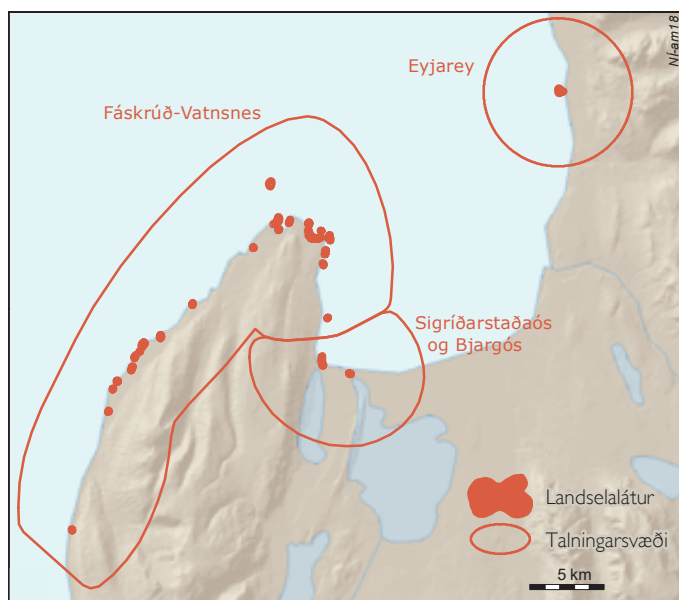 NÍ-am18
Eyjarey
Fáskrúð-Vatnsnes
Sigríðarstaðaós
og Bjargós
Landselalátur
Talningarsvæði
5 km